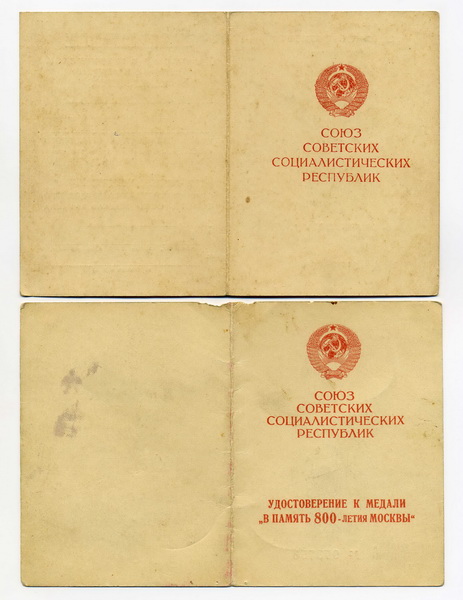 СОЮЗ
СОВЕТСКИХ
СОЦИАЛИСТИЧЕСКИХ
РЕСПУБЛИК
СОЮЗ
СОВЕТСКИХ
СОЦИАЛИСТИЧЕСКИХ
РЕСПУБЛИК
УДОСТОВЕРЕНИЕ К МЕДАЛИ
„В ПАМЯТЬ 800-ЛЕТИЯ МОСКВЫ“